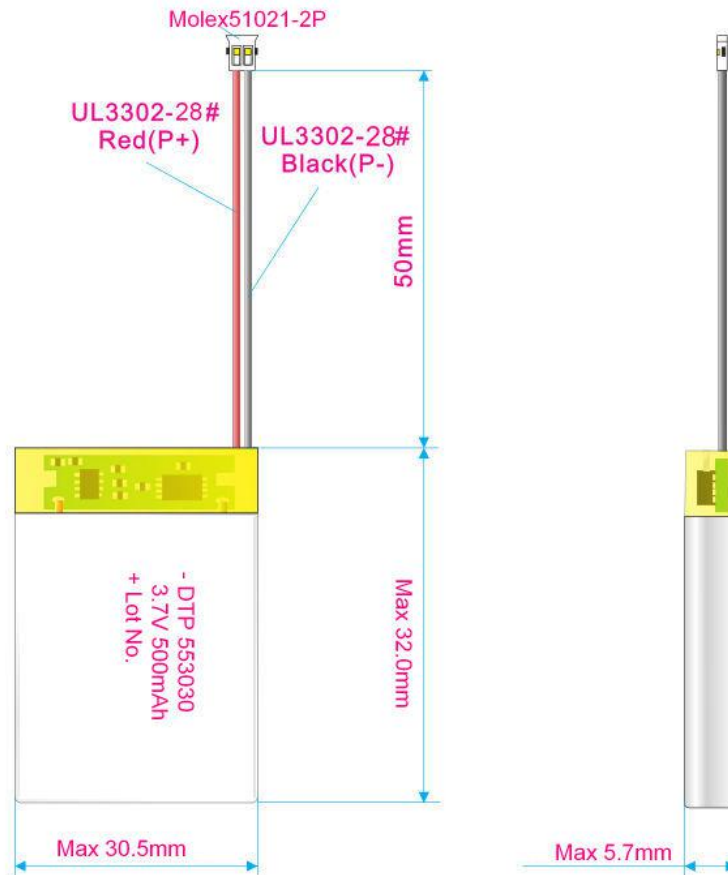 Molex51021-2P
UL3302-28#
Red(P+)
UL3302-28#
Black(P-)
50mm
- DTP 553030
3.7V 500mAh
+ Lot No.
Max 32.0mm
Max 30.5mm
Max 5.7mm